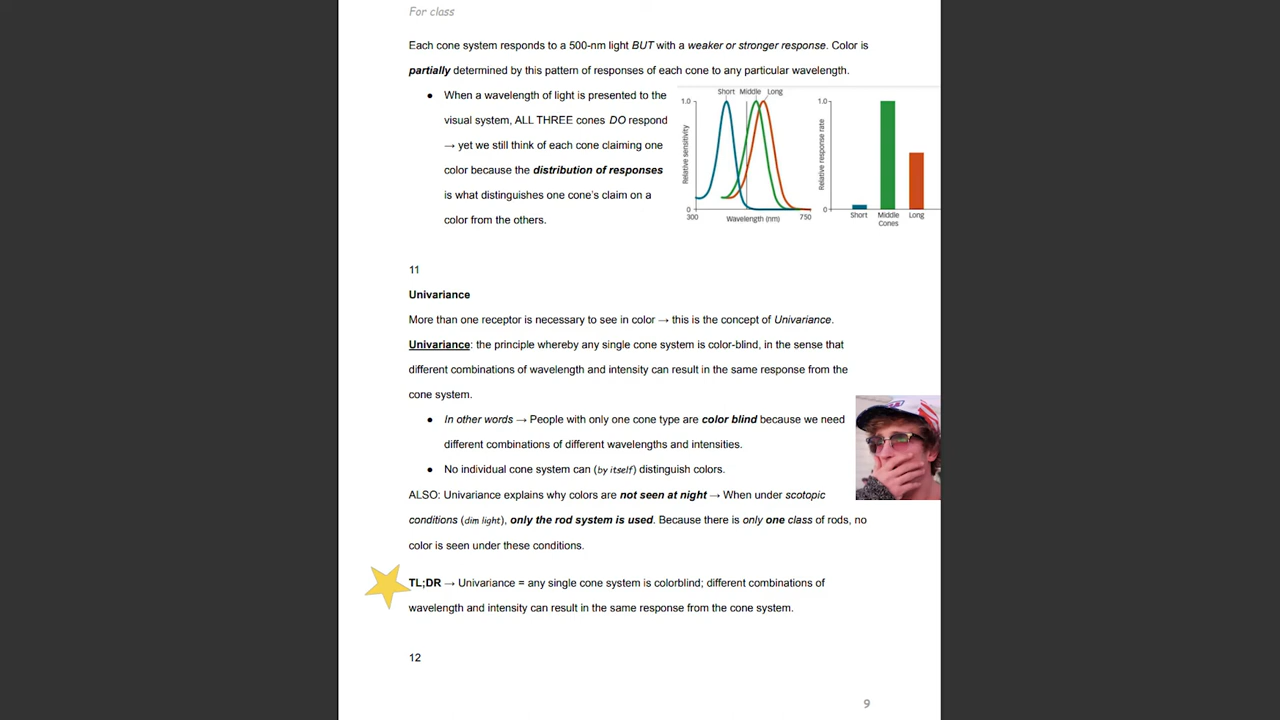 For class
Each cone system responds to a 500-nm light BUT with a weaker or stronger response. Color is
partially determined by this pattern of responses of each cone to any particular wavelength.
● When a wavelength of light is presented to the
visual system, ALL THREE cones DO respond
→ yet we still think of each cone claiming one
color because the distribution of responses
is what distinguishes one cone's claim on a
color from the others.
Short Middle Long
1.0
Relative sensitivity
0
300
Wavelength (nm)
750
1.0
Relative response rate
0
Short Middle Long
Cones
11
Univariance
More than one receptor is necessary to see in color → this is the concept of Univariance.
Univariance: the principle whereby any single cone system is color-blind, in the sense that
different combinations of wavelength and intensity can result in the same response from the
cone system.
● In other words → People with only one cone type are color blind because we need
different combinations of different wavelengths and intensities.
● No individual cone system can (by itself) distinguish colors.
ALSO: Univariance explains why colors are not seen at night → When under scotopic
conditions (dim light), only the rod system is used. Because there is only one class of rods, no
color is seen under these conditions.
TL;DR → Univariance = any single cone system is colorblind; different combinations of
wavelength and intensity can result in the same response from the cone system.
12
9